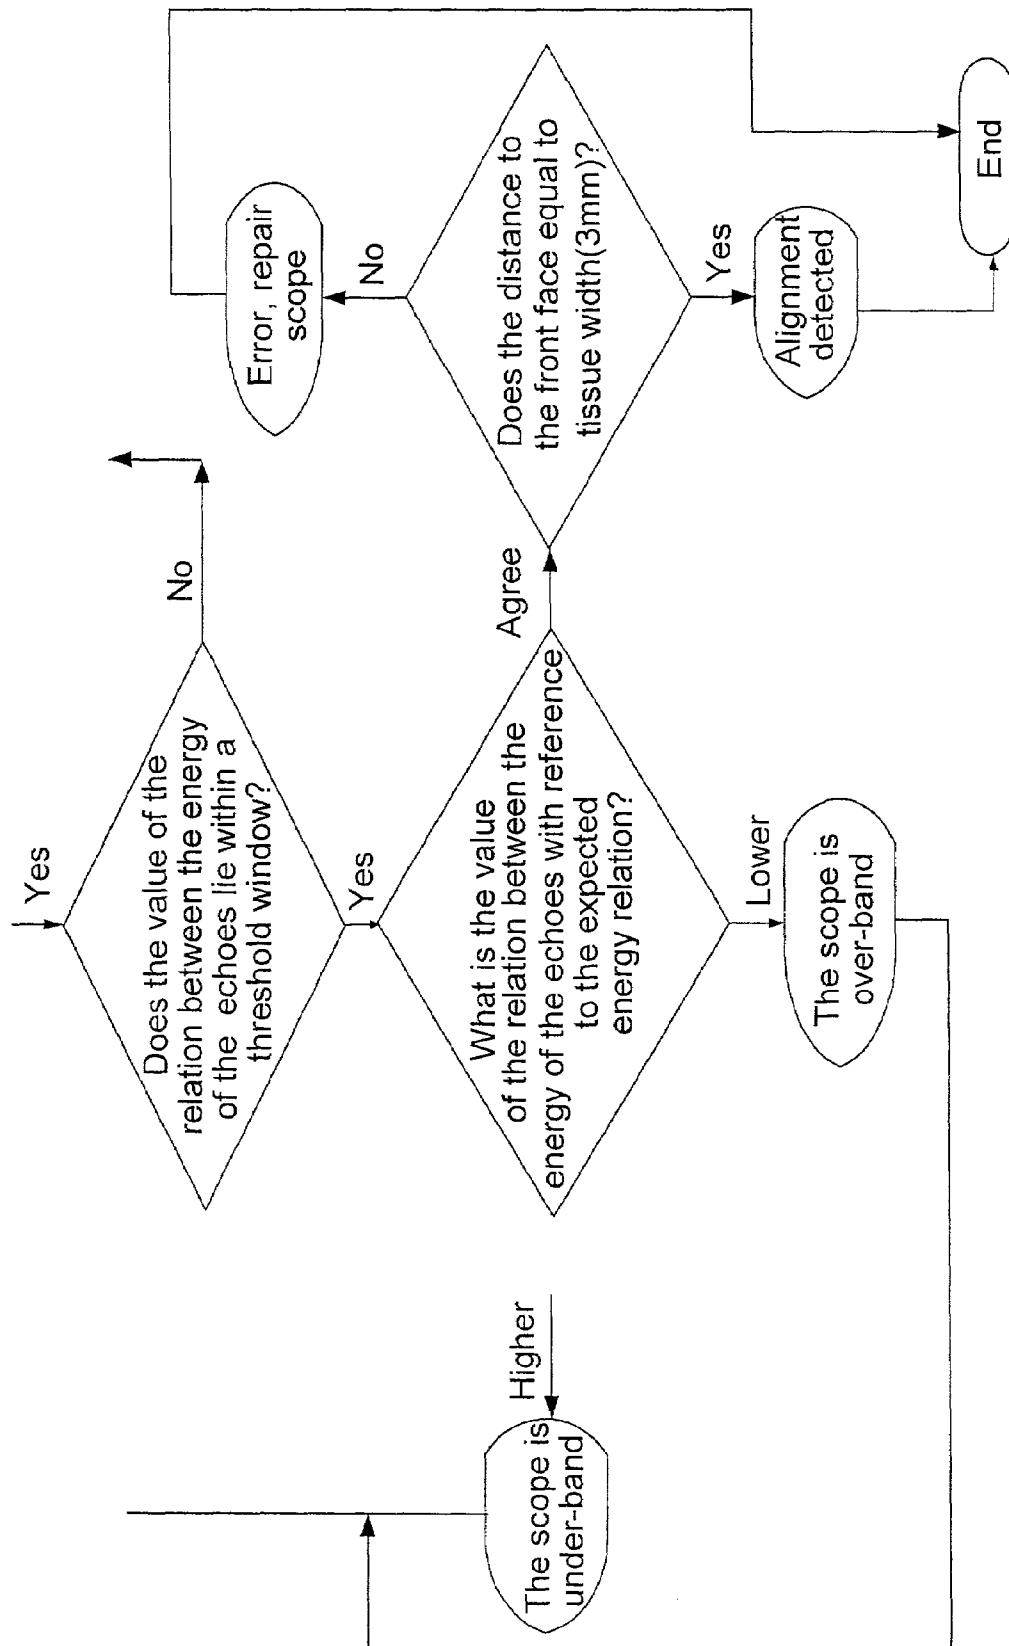 Yes
Does the value of the
relation between the energy
of the echoes lie within a
threshold window?
No
Yes
What is the value
of the relation between the
energy of the echoes with reference
to the expected
energy relation?
Higher
The scope is
under-band
Lower
The scope is
over-band
Agree
Does the distance to
the front face equal to
tissue width(3mm)?
No
Error, repair
scope
Yes
Alignment
detected
End